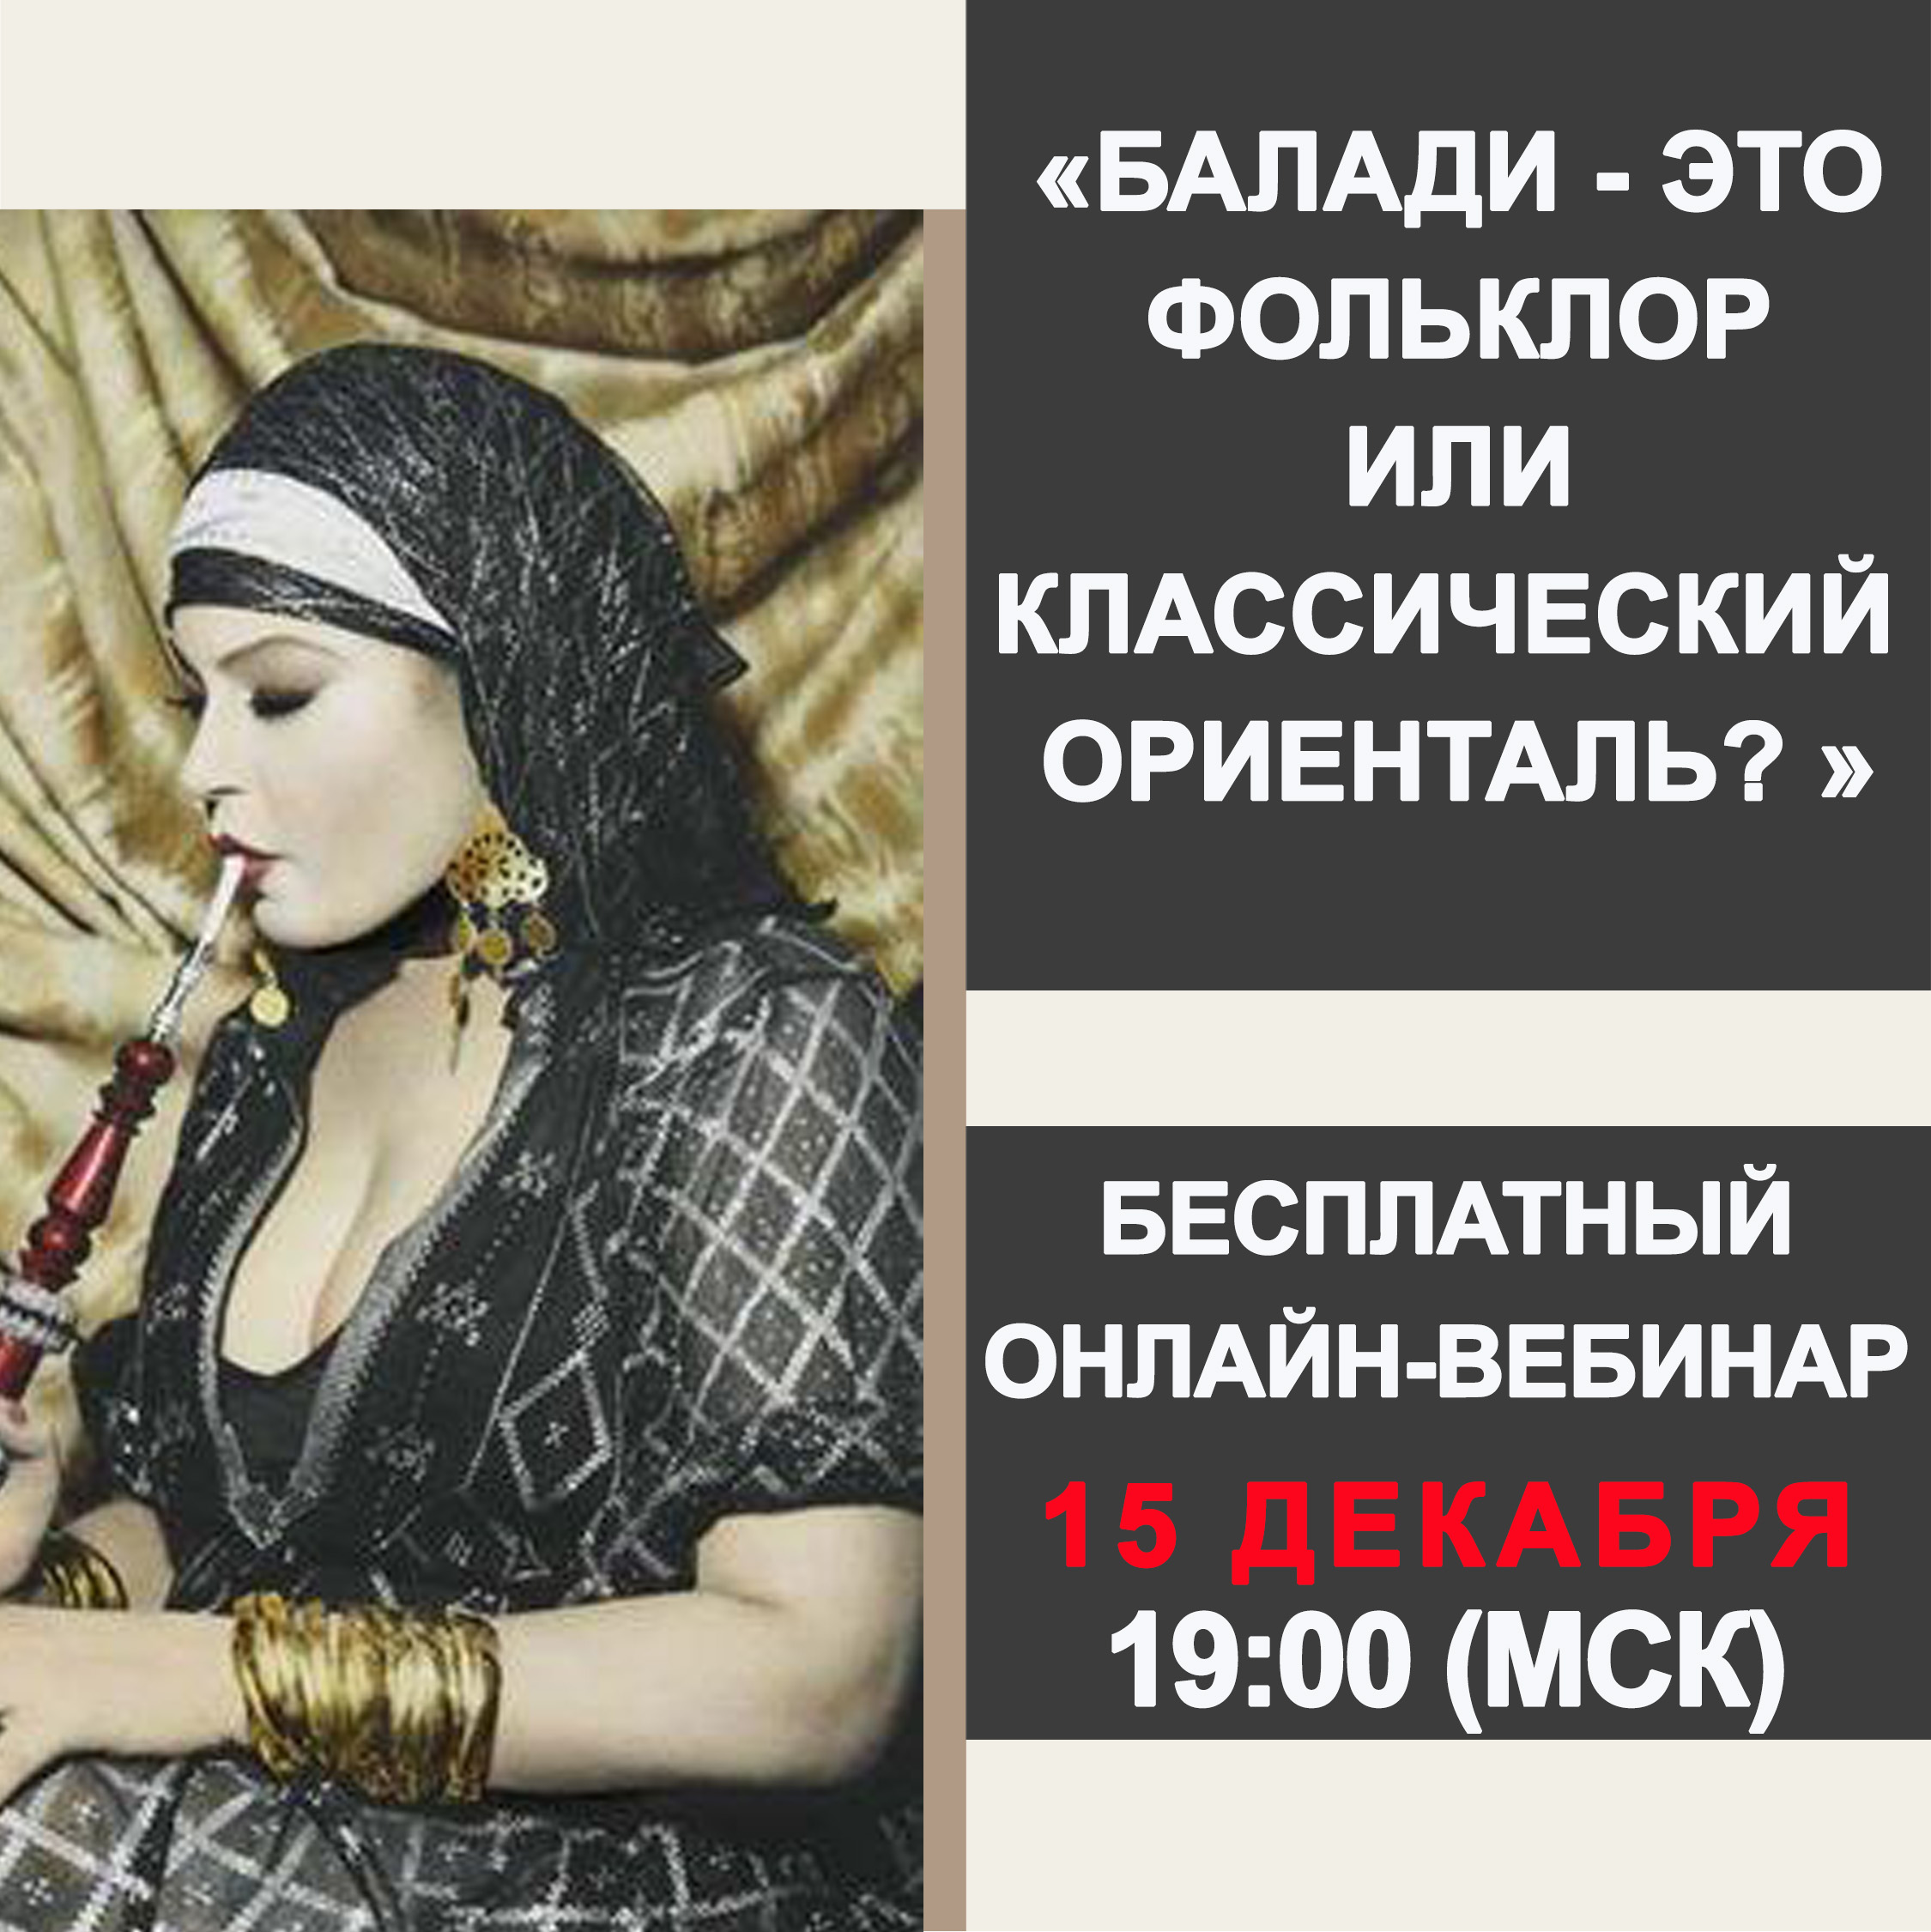 «БАЛАДИ - ЭТО
ФОЛЬКЛОР
ИЛИ
КЛАССИЧЕСКИЙ
ОРИЕНТАЛЬ? »
БЕСПЛАТНЫЙ
ОНЛАЙН-ВЕБИНАР
15 ДЕКАБРЯ
19:00 (МСК)